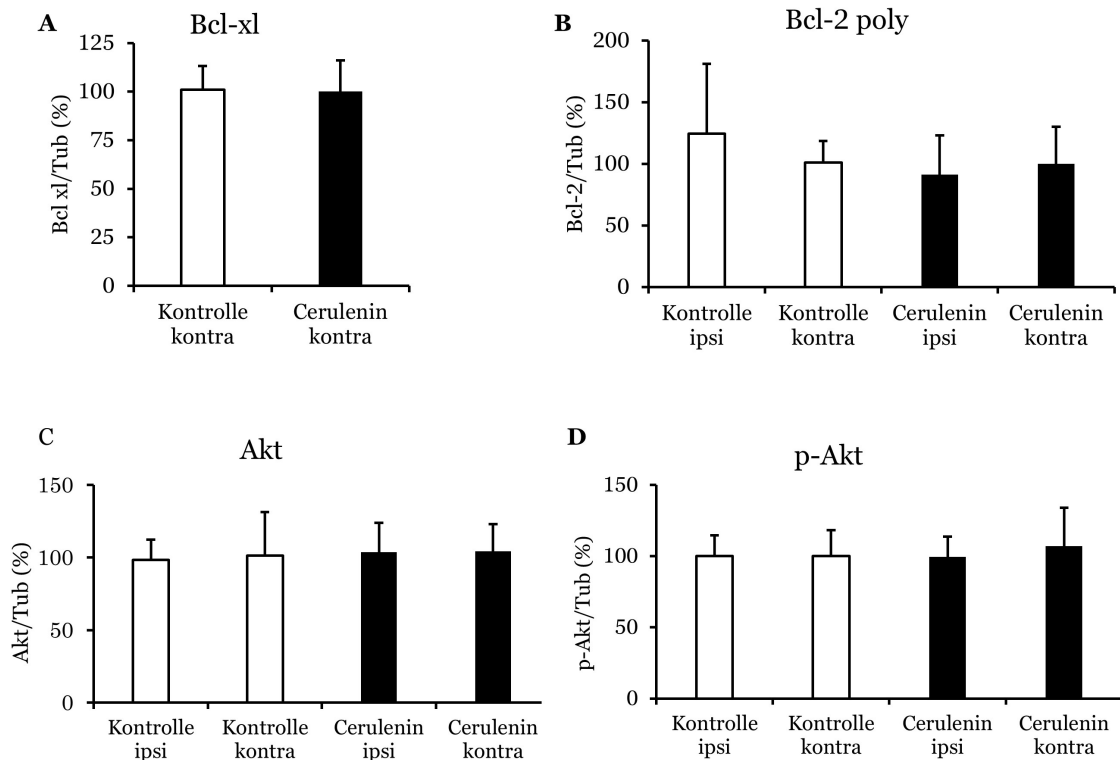 A
Bcl-xl
Bcl xl/Tub (%)
125
100
75
50
25
0
Kontrolle
kontra
Cerulenin
kontra
B
Bcl-2 poly
Bcl-2/Tub (%)
200
150
100
50
0
Kontrolle
ipsi
Kontrolle
kontra
Cerulenin
ipsi
Cerulenin
kontra
C
Akt
Akt/Tub (%)
150
100
50
0
Kontrolle
ipsi
Kontrolle
kontra
Cerulenin
ipsi
Cerulenin
kontra
D
p-Akt
p-Akt/Tub (%)
150
100
50
0
Kontrolle
ipsi
Kontrolle
kontra
Cerulenin
ipsi
Cerulenin
kontra